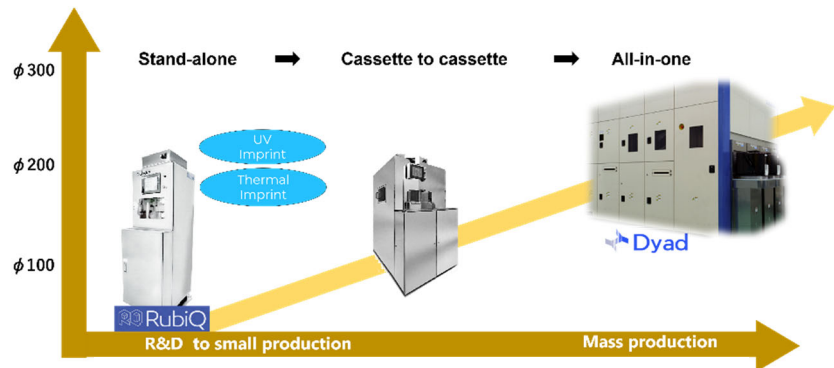 Stand-alone
Cassette to cassette
All-in-one
φ300
φ200
φ100
UV
Imprint
Thermal
Imprint
RubiQ
Dyad
R&D to small production
Mass production